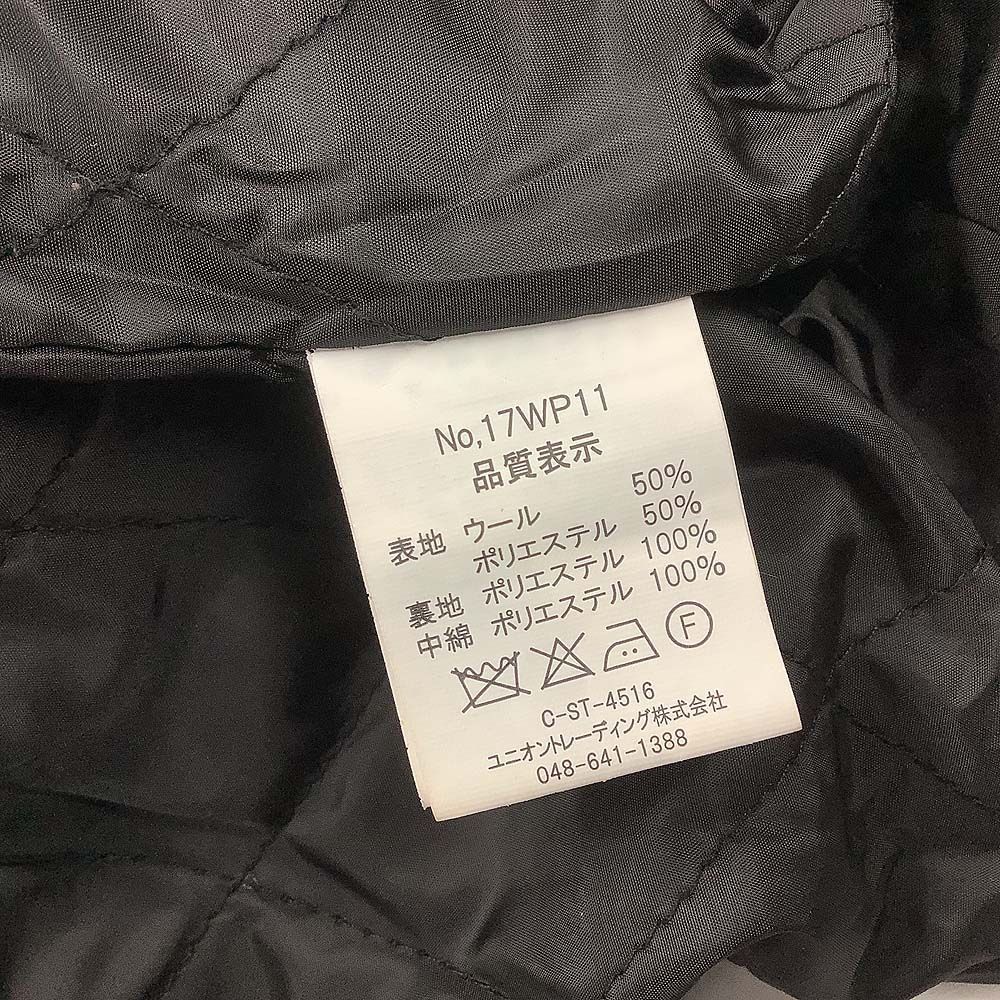 No,17WP11
品質表示
表地 ウール 50%
ポリエステル 50%
裏地 ポリエステル 100%
中綿 ポリエステル 100%
F
C-ST-4516
ユニオントレーディング株式会社
048-641-1388